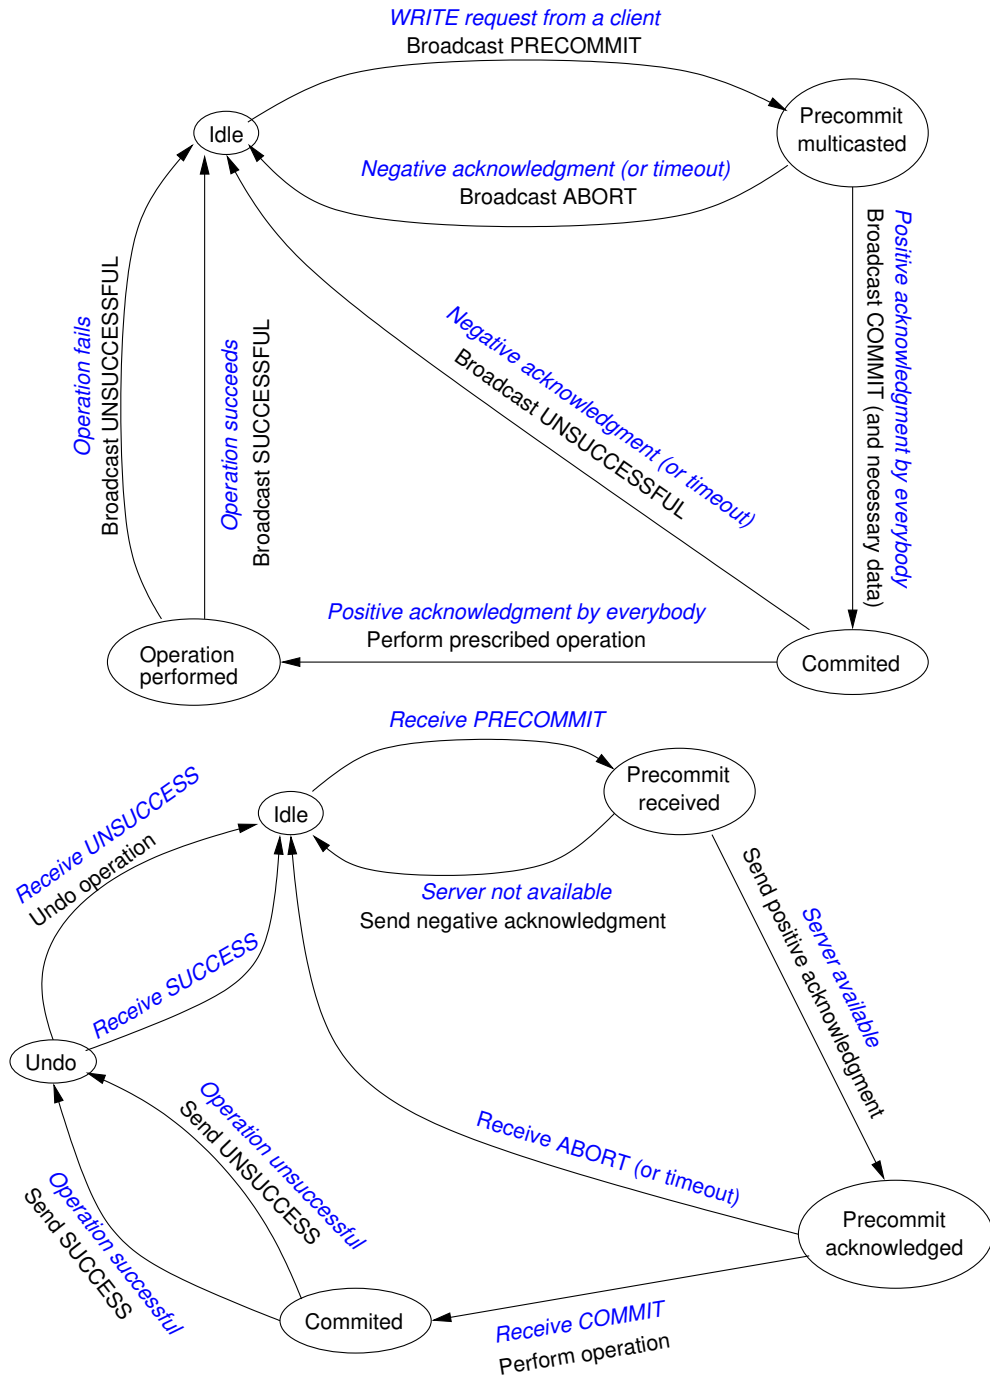 WRITE request from a client
Broadcast PRECOMMIT
Idle
Precommit
multicasted
Negative acknowledgment (or timeout)
Broadcast ABORT
Positive acknowledgment by everybody
Broadcast COMMIT (and necessary data)
Negative acknowledgment (or timeout)
Broadcast UNSUCCESSFUL
Operation fails
Broadcast UNSUCCESSFUL
Operation succeeds
Broadcast SUCCESSFUL
Positive acknowledgment by everybody
Perform prescribed operation
Operation
performed
Commited
Receive PRECOMMIT
Precommit
received
Idle
Receive UNSUCCESS
Undo operation
Server not available
Send negative acknowledgment
Server available
Send positive acknowledgment
Receive SUCCESS
Undo
Operation unsuccessful
Send UNSUCCESS
Receive ABORT (or timeout)
Operation successful
Send SUCCESS
Precommit
acknowledged
Commited
Receive COMMIT
Perform operation